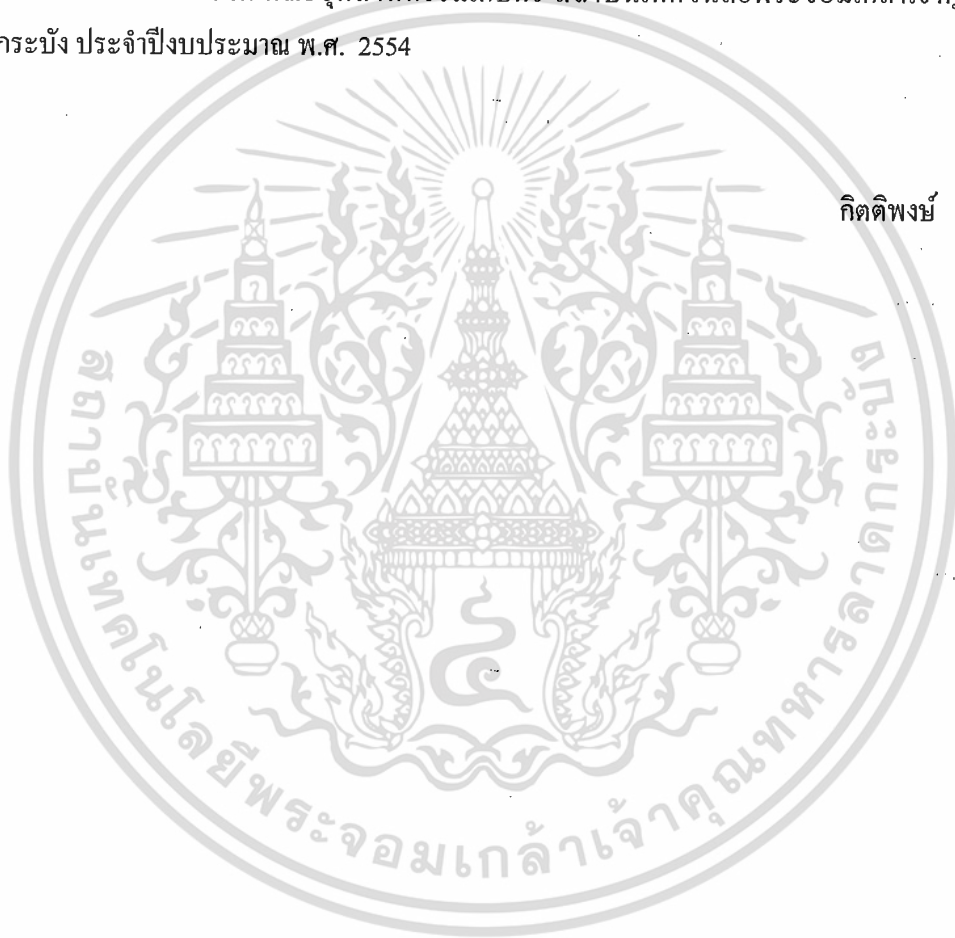 กระบัง ประจำปีงบประมาณ พ.ศ. 2554
กิตติพงษ์
สถาบันเทคโนโลยีพระจอมเกล้าเจ้าคุณทหารลาดกระบัง
๔